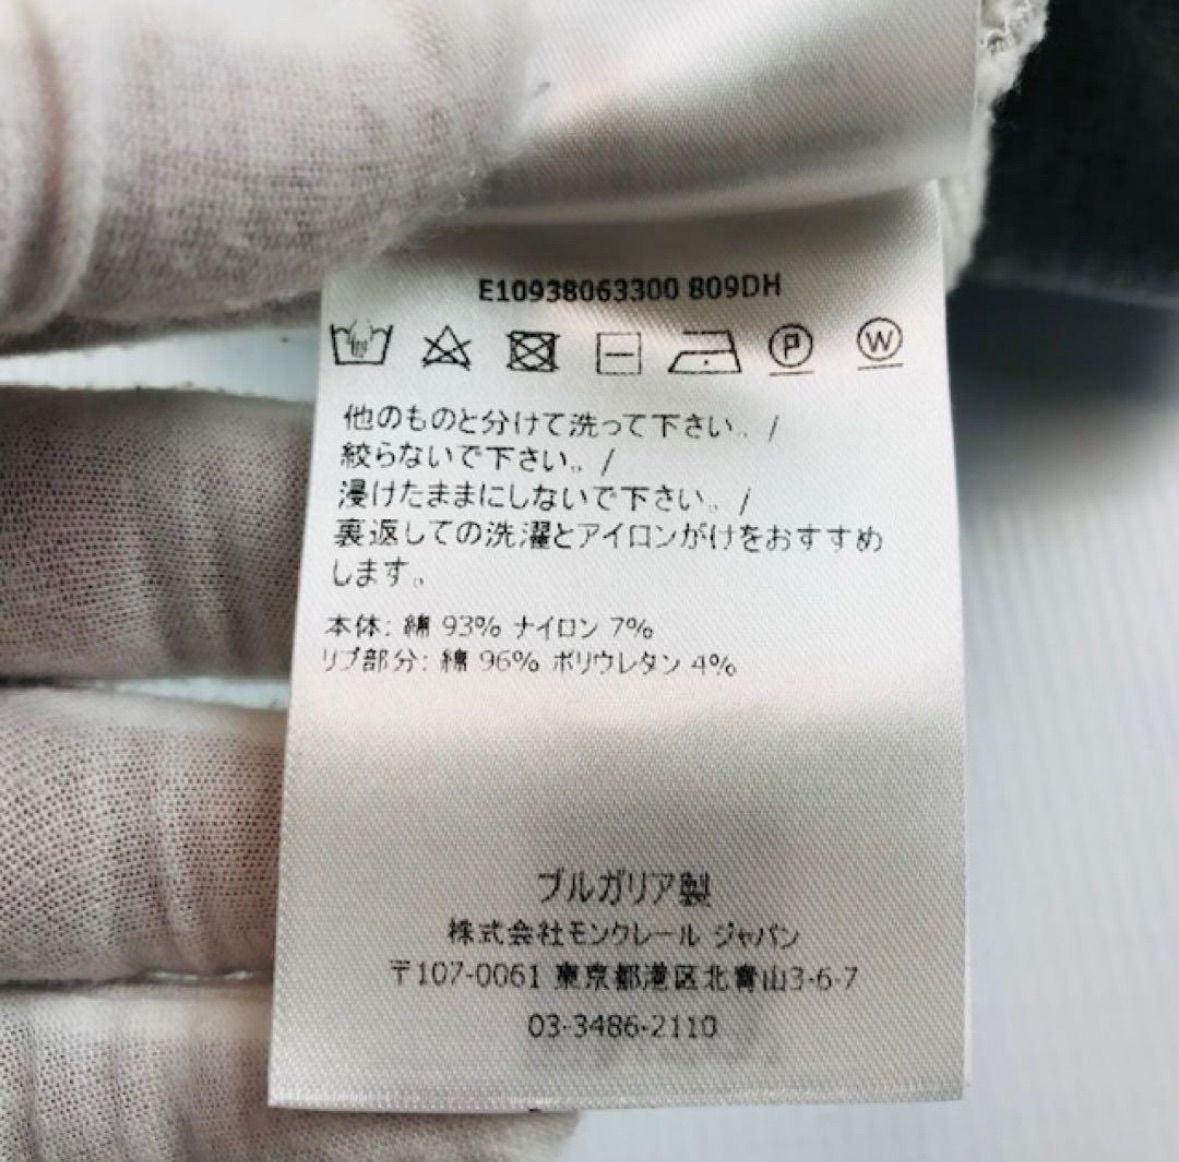 E10938063300 809DH
P W
他のものと分けて洗って下さい。/
絞らないで下さい。/
浸けたままにしないで下さい。/
裏返しての洗濯とアイロンがけをおすすめ
します。
本体: 綿 93% ナイロン 7%
リブ部分: 綿 96% ポリウレタン 4%
ブルガリア製
株式会社モンクレール ジャパン
〒107-0061 東京都港区北青山3-6-7
03-3486-2110